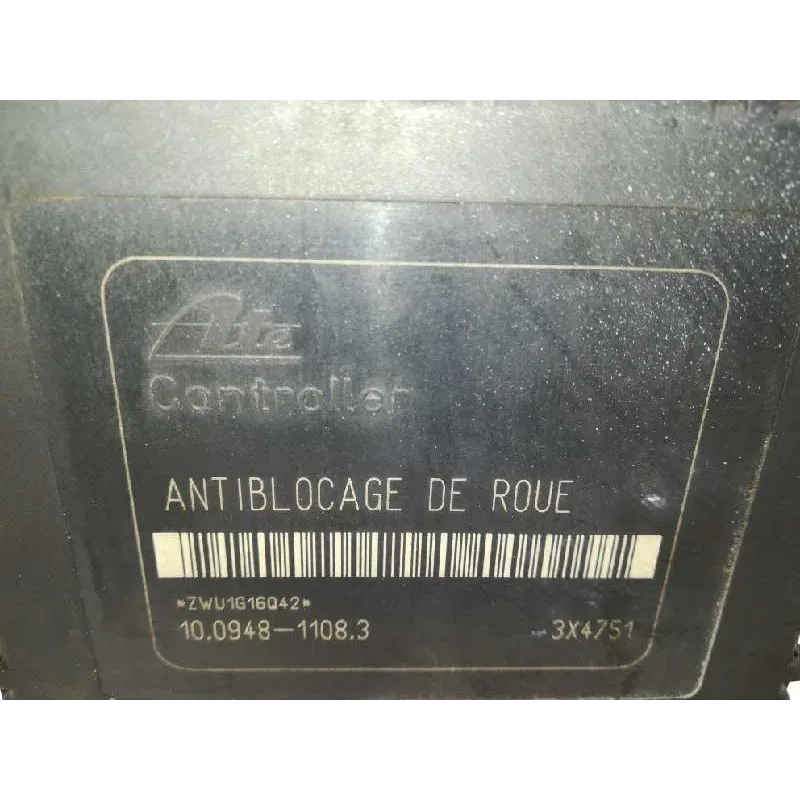 Ate
Controller
ANTIBLOCAGE DE ROUE
*ZWU1G16Q42*
10.0948-1108.3 3X4751